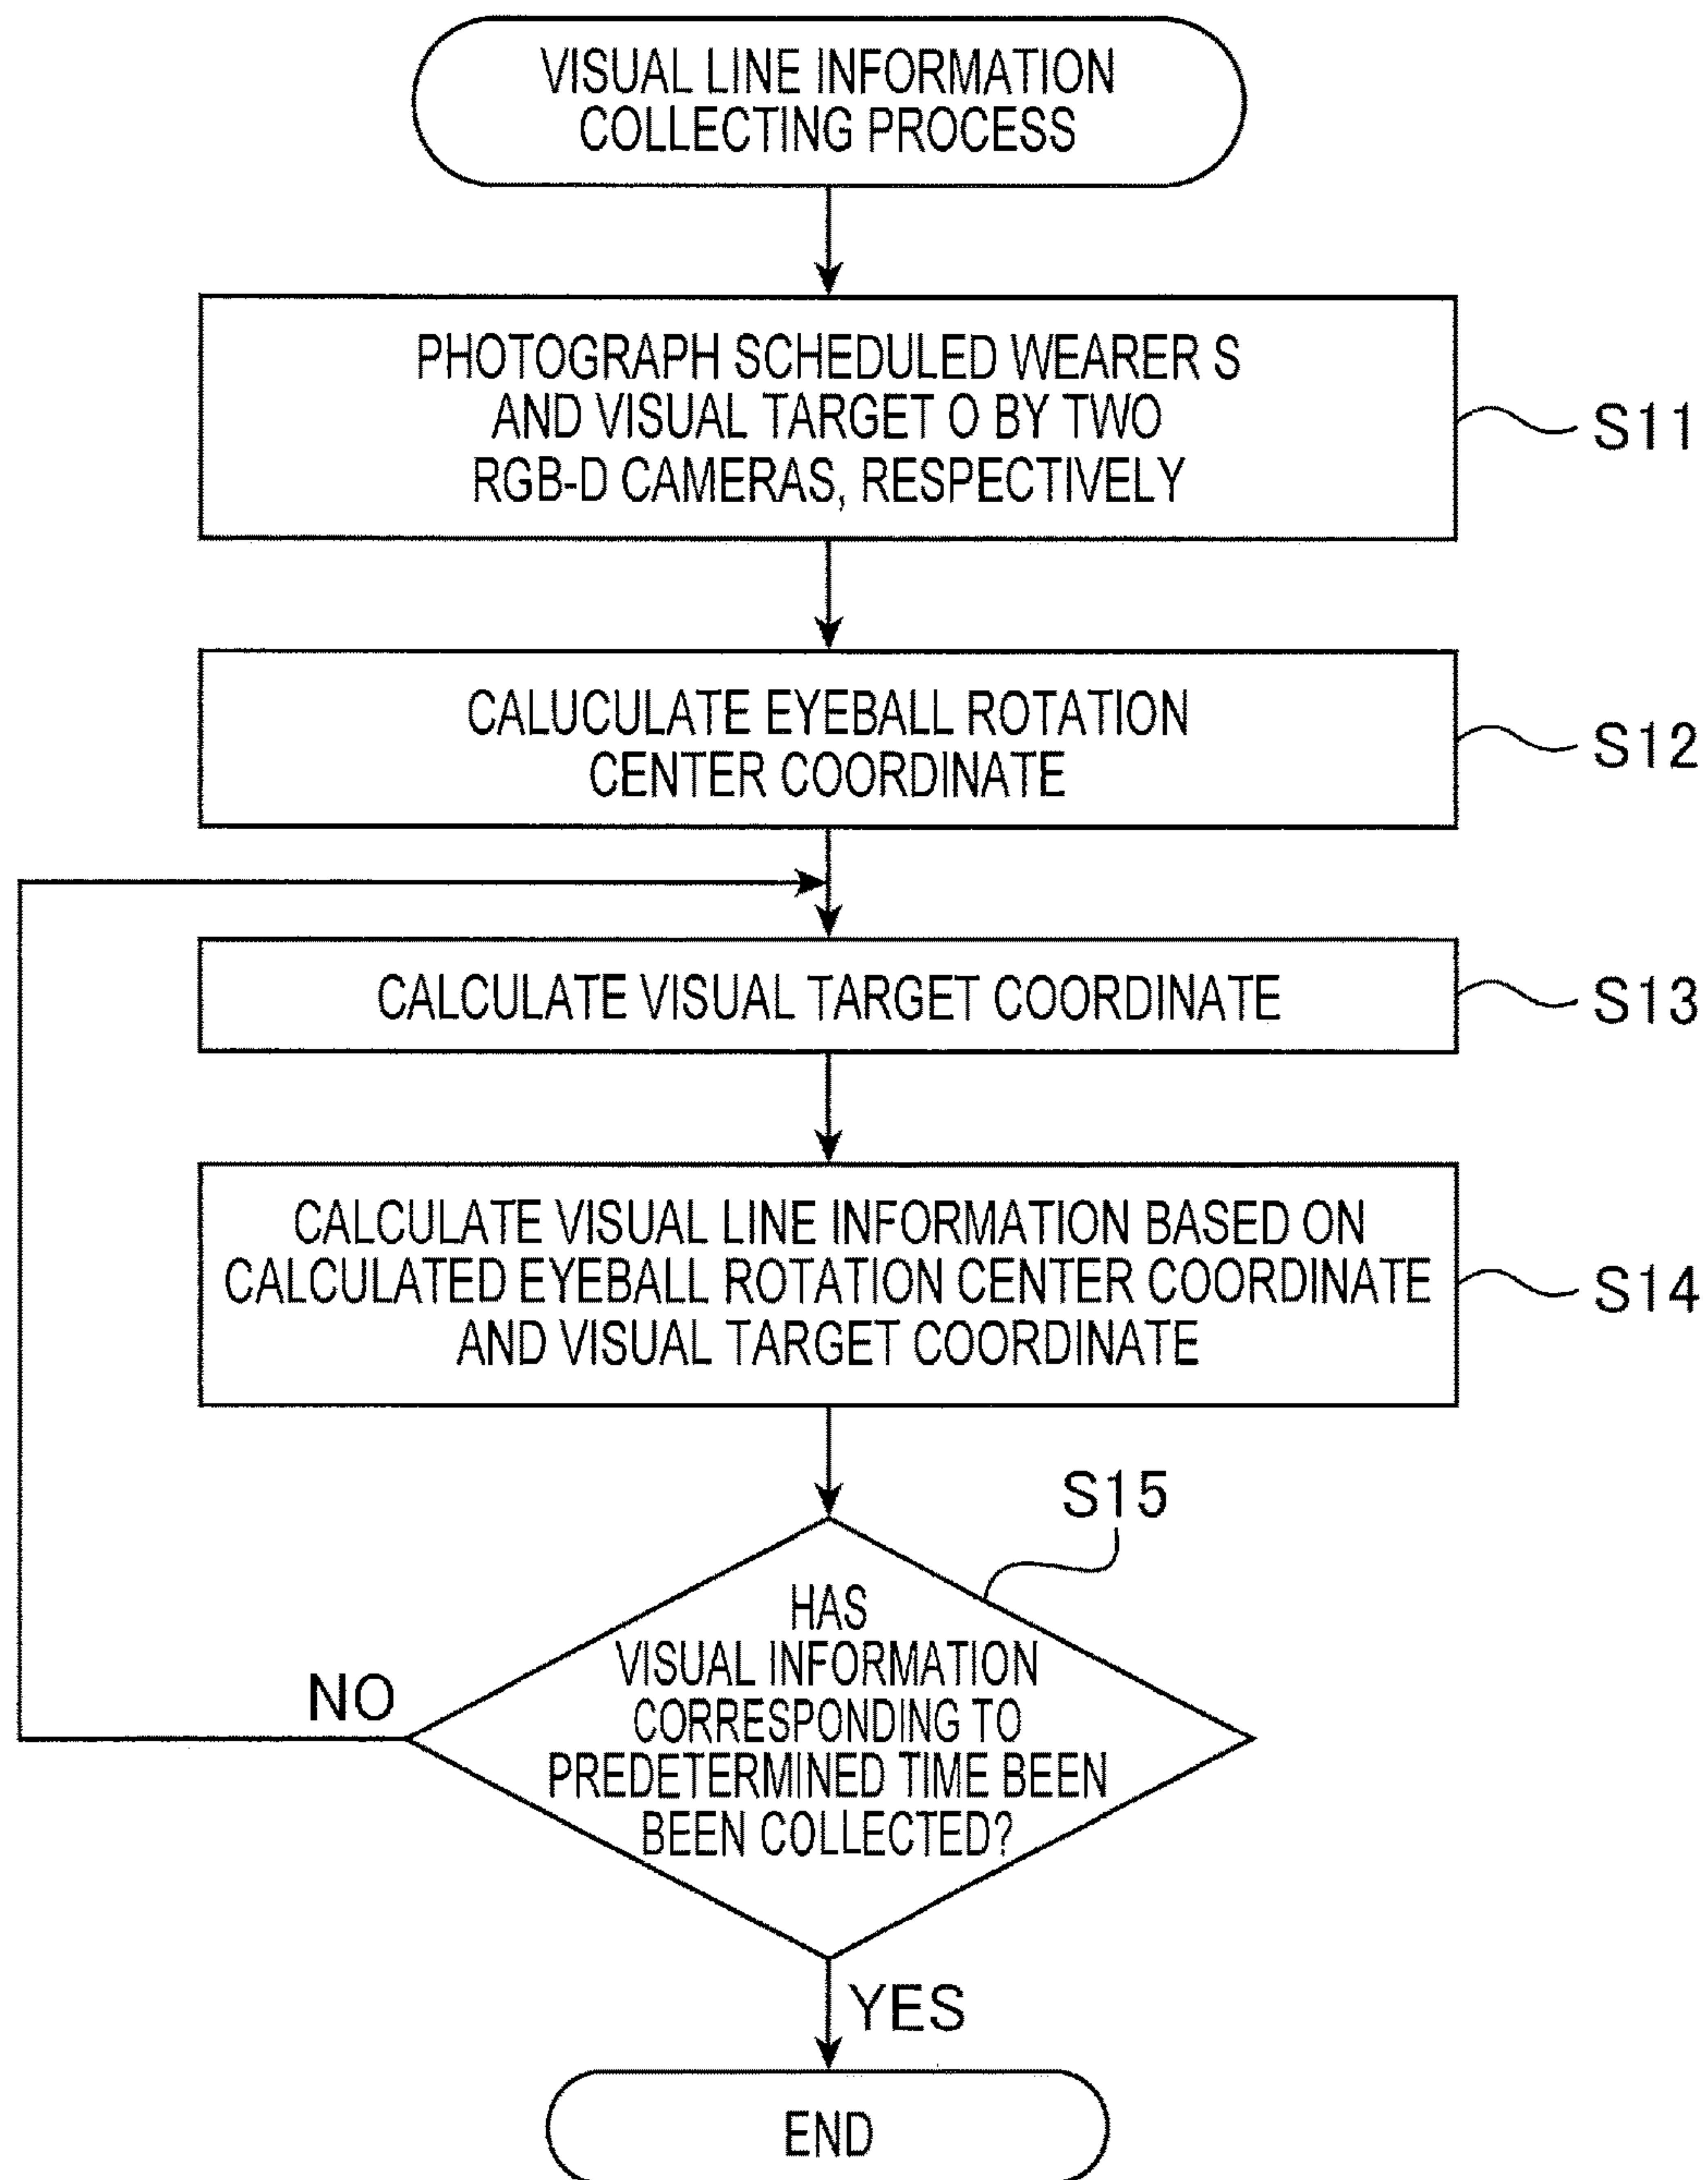 VISUAL LINE INFORMATION
COLLECTING PROCESS
PHOTOGRAPH SCHEDULED WEARER S
AND VISUAL TARGET O BY TWO
RGB-D CAMERAS, RESPECTIVELY
S11
CALUCULATE EYEBALL ROTATION
CENTER COORDINATE
S12
CALCULATE VISUAL TARGET COORDINATE
S13
CALCULATE VISUAL LINE INFORMATION BASED ON
CALCULATED EYEBALL ROTATION CENTER COORDINATE
AND VISUAL TARGET COORDINATE
S14
S15
HAS
VISUAL INFORMATION
CORRESPONDING TO
PREDETERMINED TIME BEEN
BEEN COLLECTED?
NO
YES
END